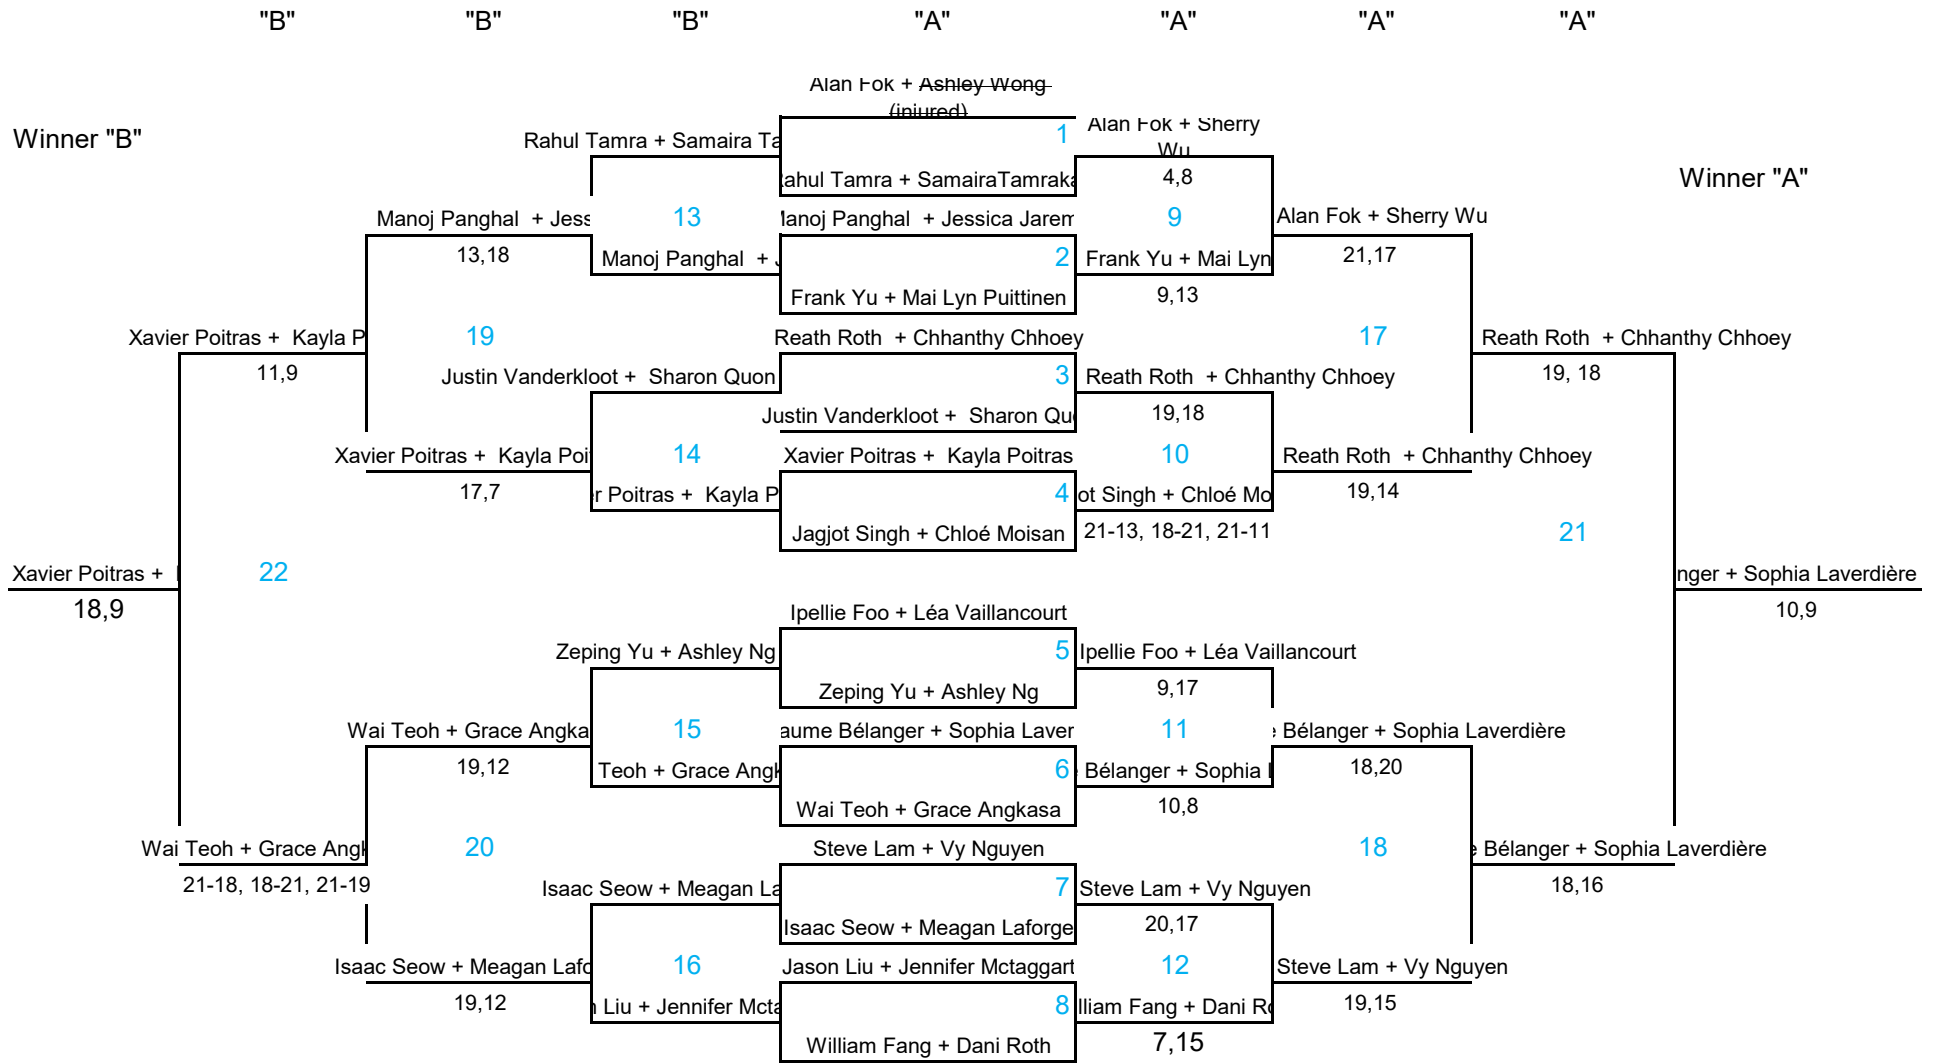 "B" "B" "B" "A" "A" "A" "A"
Alan Fok + Ashley Wong
(injured)
Winner "B"
Rahul Tamra + Samaira Ta
1
Alan Fok + Sherry
Wu
Rahul Tamra + SamairaTamraka
4,8
Winner "A"
Manoj Panghal + Jess
13
Manoj Panghal + Jessica Jarem
9
Alan Fok + Sherry Wu
13,18
Manoj Panghal + J
2
Frank Yu + Mai Lyn
21,17
Frank Yu + Mai Lyn Puittinen
9,13
Xavier Poitras + Kayla P
19
Reath Roth + Chhanthy Chhoey
17
Reath Roth + Chhanthy Chhoey
11,9
Justin Vanderkloot + Sharon Quon
3
Reath Roth + Chhanthy Chhoey
19, 18
Justin Vanderkloot + Sharon Quo
19,18
Xavier Poitras + Kayla Poi
14
Xavier Poitras + Kayla Poitras
10
Reath Roth + Chhanthy Chhoey
17,7
r Poitras + Kayla P
4
ot Singh + Chloé Mo
19,14
Jagjot Singh + Chloé Moisan
21-13, 18-21, 21-11
21
Xavier Poitras +
22
nger + Sophia Laverdière
18,9
10,9
Ipellie Foo + Léa Vaillancourt
Zeping Yu + Ashley Ng
5
Ipellie Foo + Léa Vaillancourt
Zeping Yu + Ashley Ng
9,17
Wai Teoh + Grace Angka
15
aume Bélanger + Sophia Laver
11
e Bélanger + Sophia Laverdière
19,12
Teoh + Grace Angk
6
Bélanger + Sophia
18,20
Wai Teoh + Grace Angkasa
10,8
Wai Teoh + Grace Angk
20
Steve Lam + Vy Nguyen
18
e Bélanger + Sophia Laverdière
21-18, 18-21, 21-19
Isaac Seow + Meagan La
7
Steve Lam + Vy Nguyen
18,16
Isaac Seow + Meagan Laforge
20,17
Isaac Seow + Meagan Lafo
16
Jason Liu + Jennifer Mctaggart
12
Steve Lam + Vy Nguyen
19,12
n Liu + Jennifer Mcta
8
lliam Fang + Dani Ro
19,15
William Fang + Dani Roth
7,15